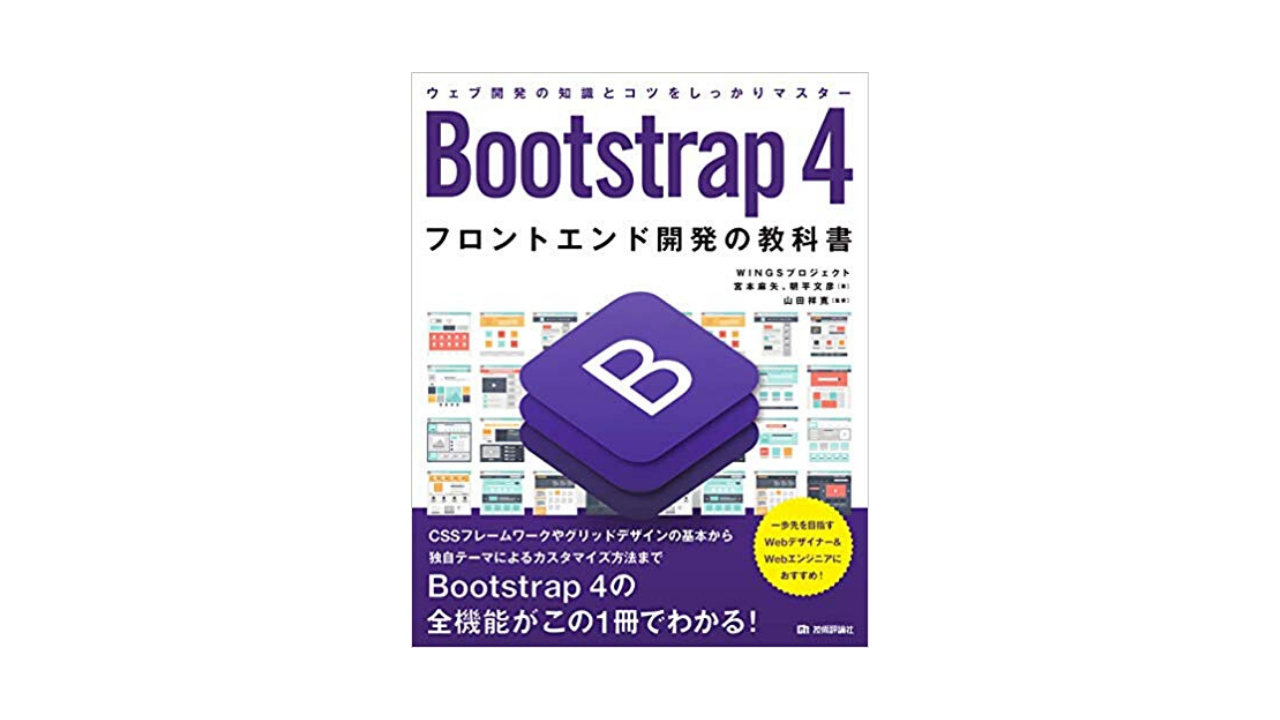 ウェブ開発の知識とコツをしっかりマスター
Bootstrap 4
フロントエンド開発の教科書
WINGSプロジェクト
宮本麻矢、朝平文彦(著)
山田祥寛(監修)
B
CSSフレームワークやグリッドデザインの基本から
独自テーマによるカスタマイズ方法まで
Bootstrap 4の
全機能がこの1冊でわかる!
一歩先を目指す
Webデザイナー&
Webエンジニアに
おすすめ!
技術評論社